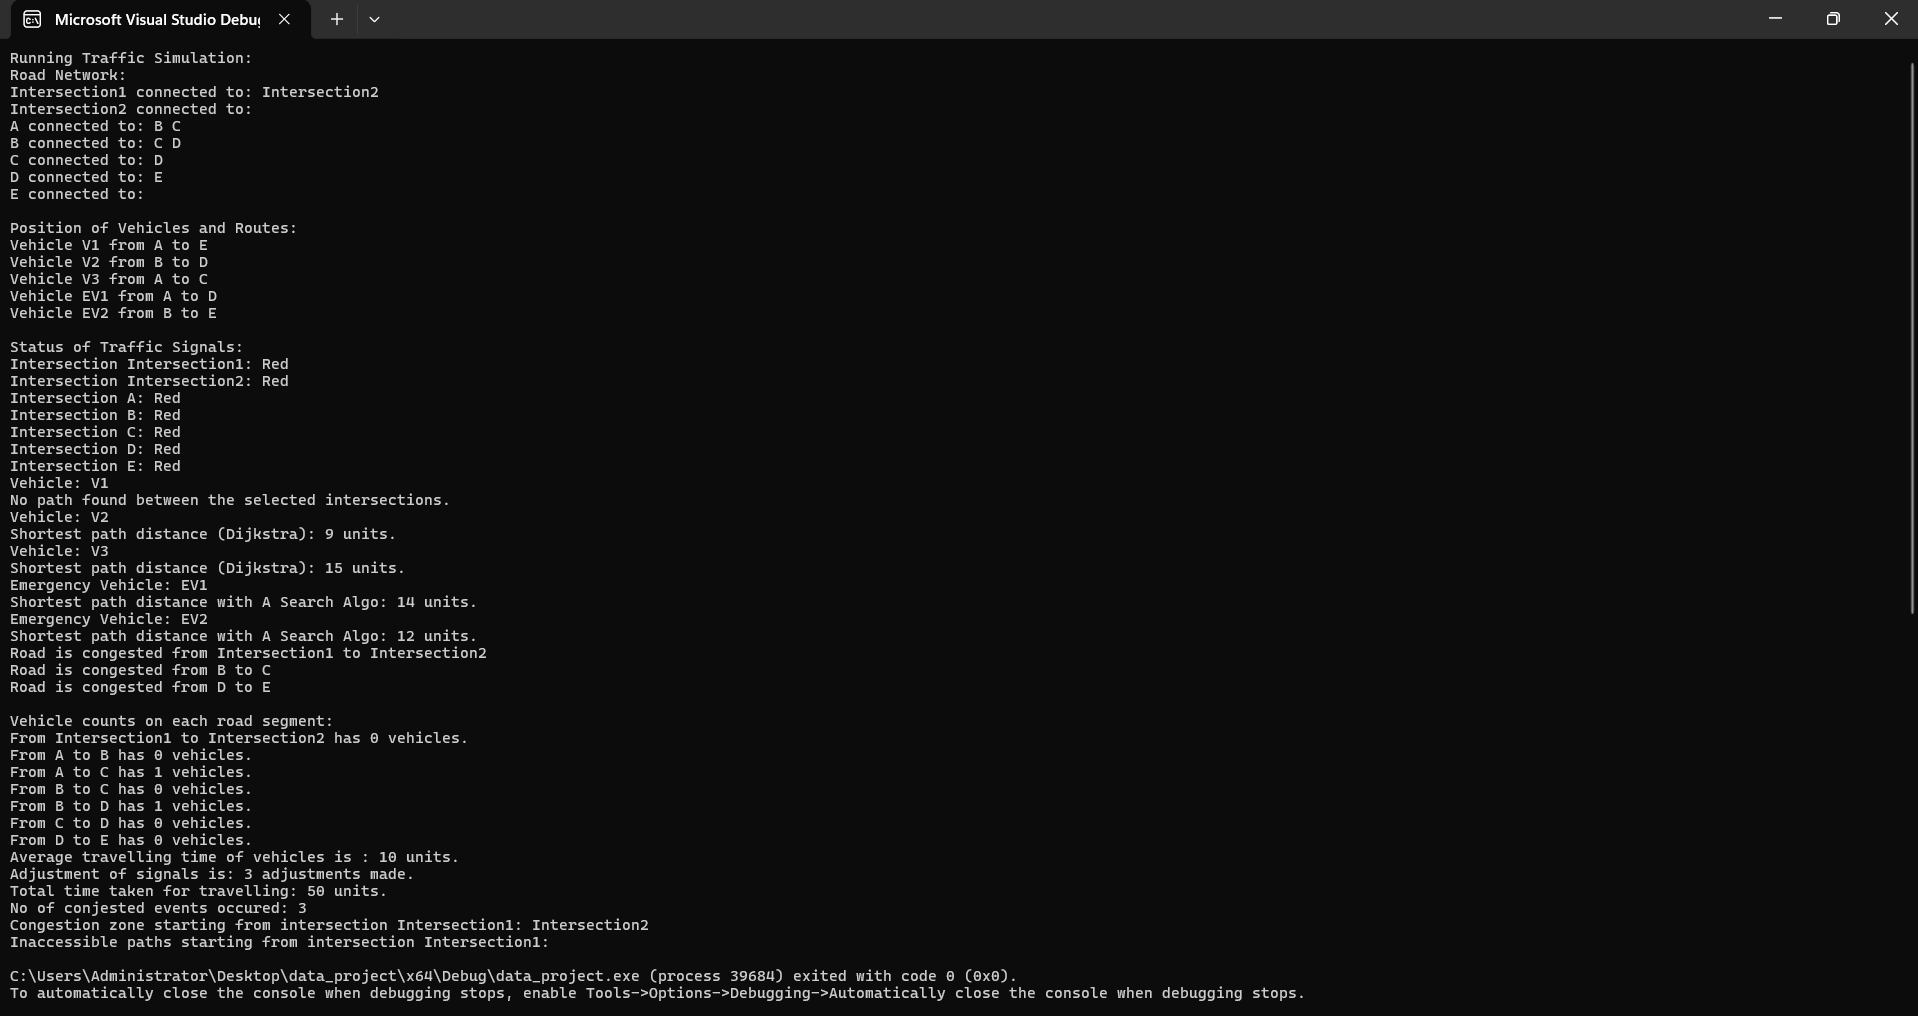 Microsoft Visual Studio Debug
Running Traffic Simulation:
Road Network:
Intersection1 connected to: Intersection2
Intersection2 connected to:
A connected to: B C
B connected to: C D
C connected to: D
D connected to: E
E connected to:
Position of Vehicles and Routes:
Vehicle V1 from A to E
Vehicle V2 from B to D
Vehicle V3 from A to C
Vehicle EV1 from A to D
Vehicle EV2 from B to E
Status of Traffic Signals:
Intersection Intersection1: Red
Intersection Intersection2: Red
Intersection A: Red
Intersection B: Red
Intersection C: Red
Intersection D: Red
Intersection E: Red
Vehicle: V1
No path found between the selected intersections.
Vehicle: V2
Shortest path distance (Dijkstra): 9 units.
Vehicle: V3
Shortest path distance (Dijkstra): 15 units.
Emergency Vehicle: EV1
Shortest path distance with A Search Algo: 14 units.
Emergency Vehicle: EV2
Shortest path distance with A Search Algo: 12 units.
Road is congested from Intersection1 to Intersection2
Road is congested from B to C
Road is congested from D to E
Vehicle counts on each road segment:
From Intersection1 to Intersection2 has 0 vehicles.
From A to B has 0 vehicles.
From A to C has 1 vehicles.
From B to C has 0 vehicles.
From B to D has 1 vehicles.
From C to D has 0 vehicles.
From D to E has 0 vehicles.
Average travelling time of vehicles is : 10 units.
Adjustment of signals is: 3 adjustments made.
Total time taken for travelling: 50 units.
No of conjested events occured: 3
Congestion zone starting from intersection Intersection1: Intersection2
Inaccessible paths starting from intersection Intersection1:
C:\Users\Administrator\Desktop\data_project\x64\Debug\data_project.exe (process 39684) exited with code 0 (0x0).
To automatically close the console when debugging stops, enable Tools->Options->Debugging->Automatically close the console when debugging stops.